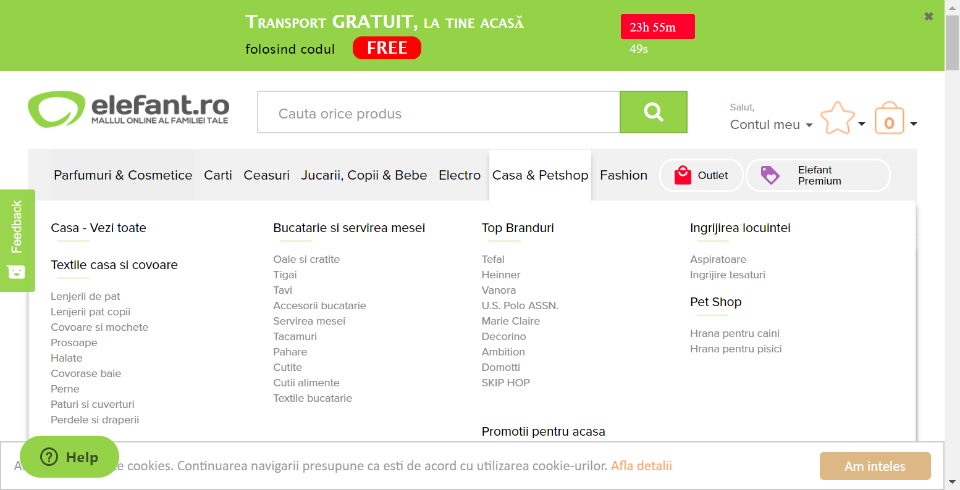 Transport GRATUIT, la tine acasă
folosind codul FREE
23h 55m
49s
elefant.ro
MALLUL ONLINE AL FAMILIEI TALE
Cauta orice produs
Salut,
Contul meu
0
Parfumuri & Cosmetice Carti Ceasuri Jucarii, Copii & Bebe Electro Casa & Petshop Fashion Outlet Elefant Premium
Feedback
Casa - Vezi toate
Textile casa si covoare
Lenjerii de pat
Lenjerii pat copii
Covoare si mochete
Prosoape
Halate
Covorase baie
Perne
Paturi si cuverturi
Perdele si draperii
Bucatarie si servirea mesei
Oale si cratite
Tigai
Tavi
Accesorii bucatarie
Servirea mesei
Tacamuri
Pahare
Cutite
Cutii alimente
Textile bucatarie
Top Branduri
Tefal
Heinner
Vanora
U.S. Polo ASSN.
Marie Claire
Decorino
Ambition
Domotti
SKIP HOP
Promotii pentru acasa
Ingrijirea locuintei
Aspiratoare
Ingrijire tesaturi
Pet Shop
Hrana pentru caini
Hrana pentru pisici
Help
cookies. Continuarea navigarii presupune ca esti de acord cu utilizarea cookie-urilor. Afla detalii
Am inteles